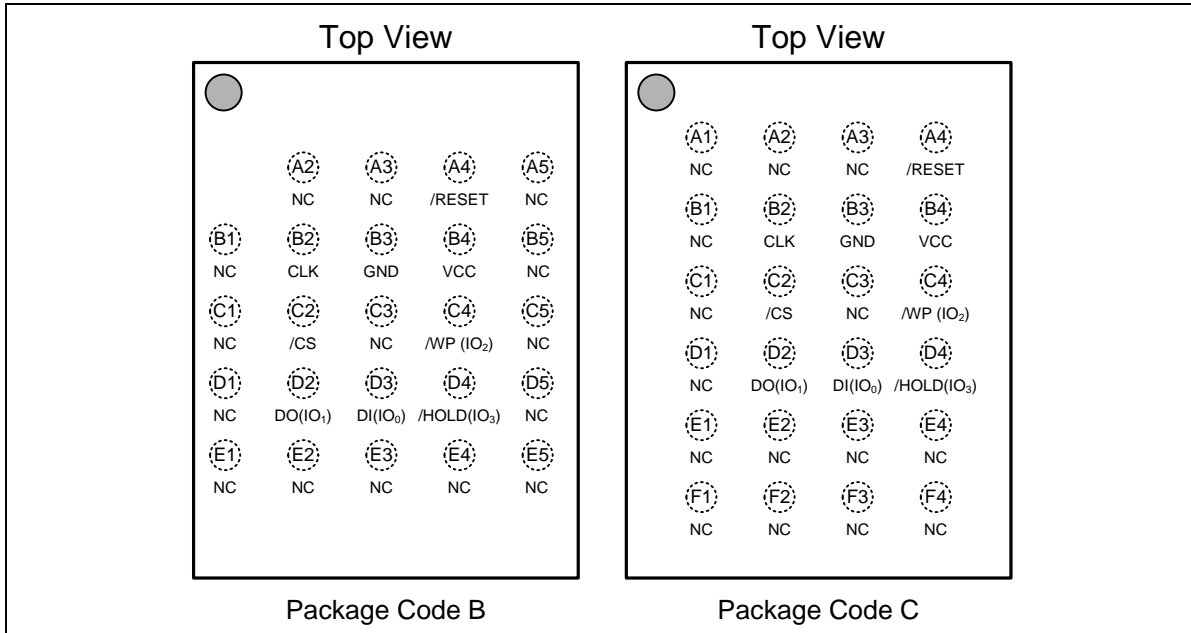 Top View
A2 A3 A4 A5
NC NC /RESET NC
B1 B2 B3 B4 B5
NC CLK GND VCC NC
C1 C2 C3 C4 C5
NC /CS NC /WP (IO₂) NC
D1 D2 D3 D4 D5
NC DO(IO₁) DI(IO₀) /HOLD(IO₃) NC
E1 E2 E3 E4 E5
NC NC NC NC NC
Package Code B
Top View
A1 A2 A3 A4
NC NC NC /RESET
B1 B2 B3 B4
NC CLK GND VCC
C1 C2 C3 C4
NC /CS NC /WP (IO₂)
D1 D2 D3 D4
NC DO(IO₁) DI(IO₀) /HOLD(IO₃)
E1 E2 E3 E4
NC NC NC NC
F1 F2 F3 F4
NC NC NC NC
Package Code C